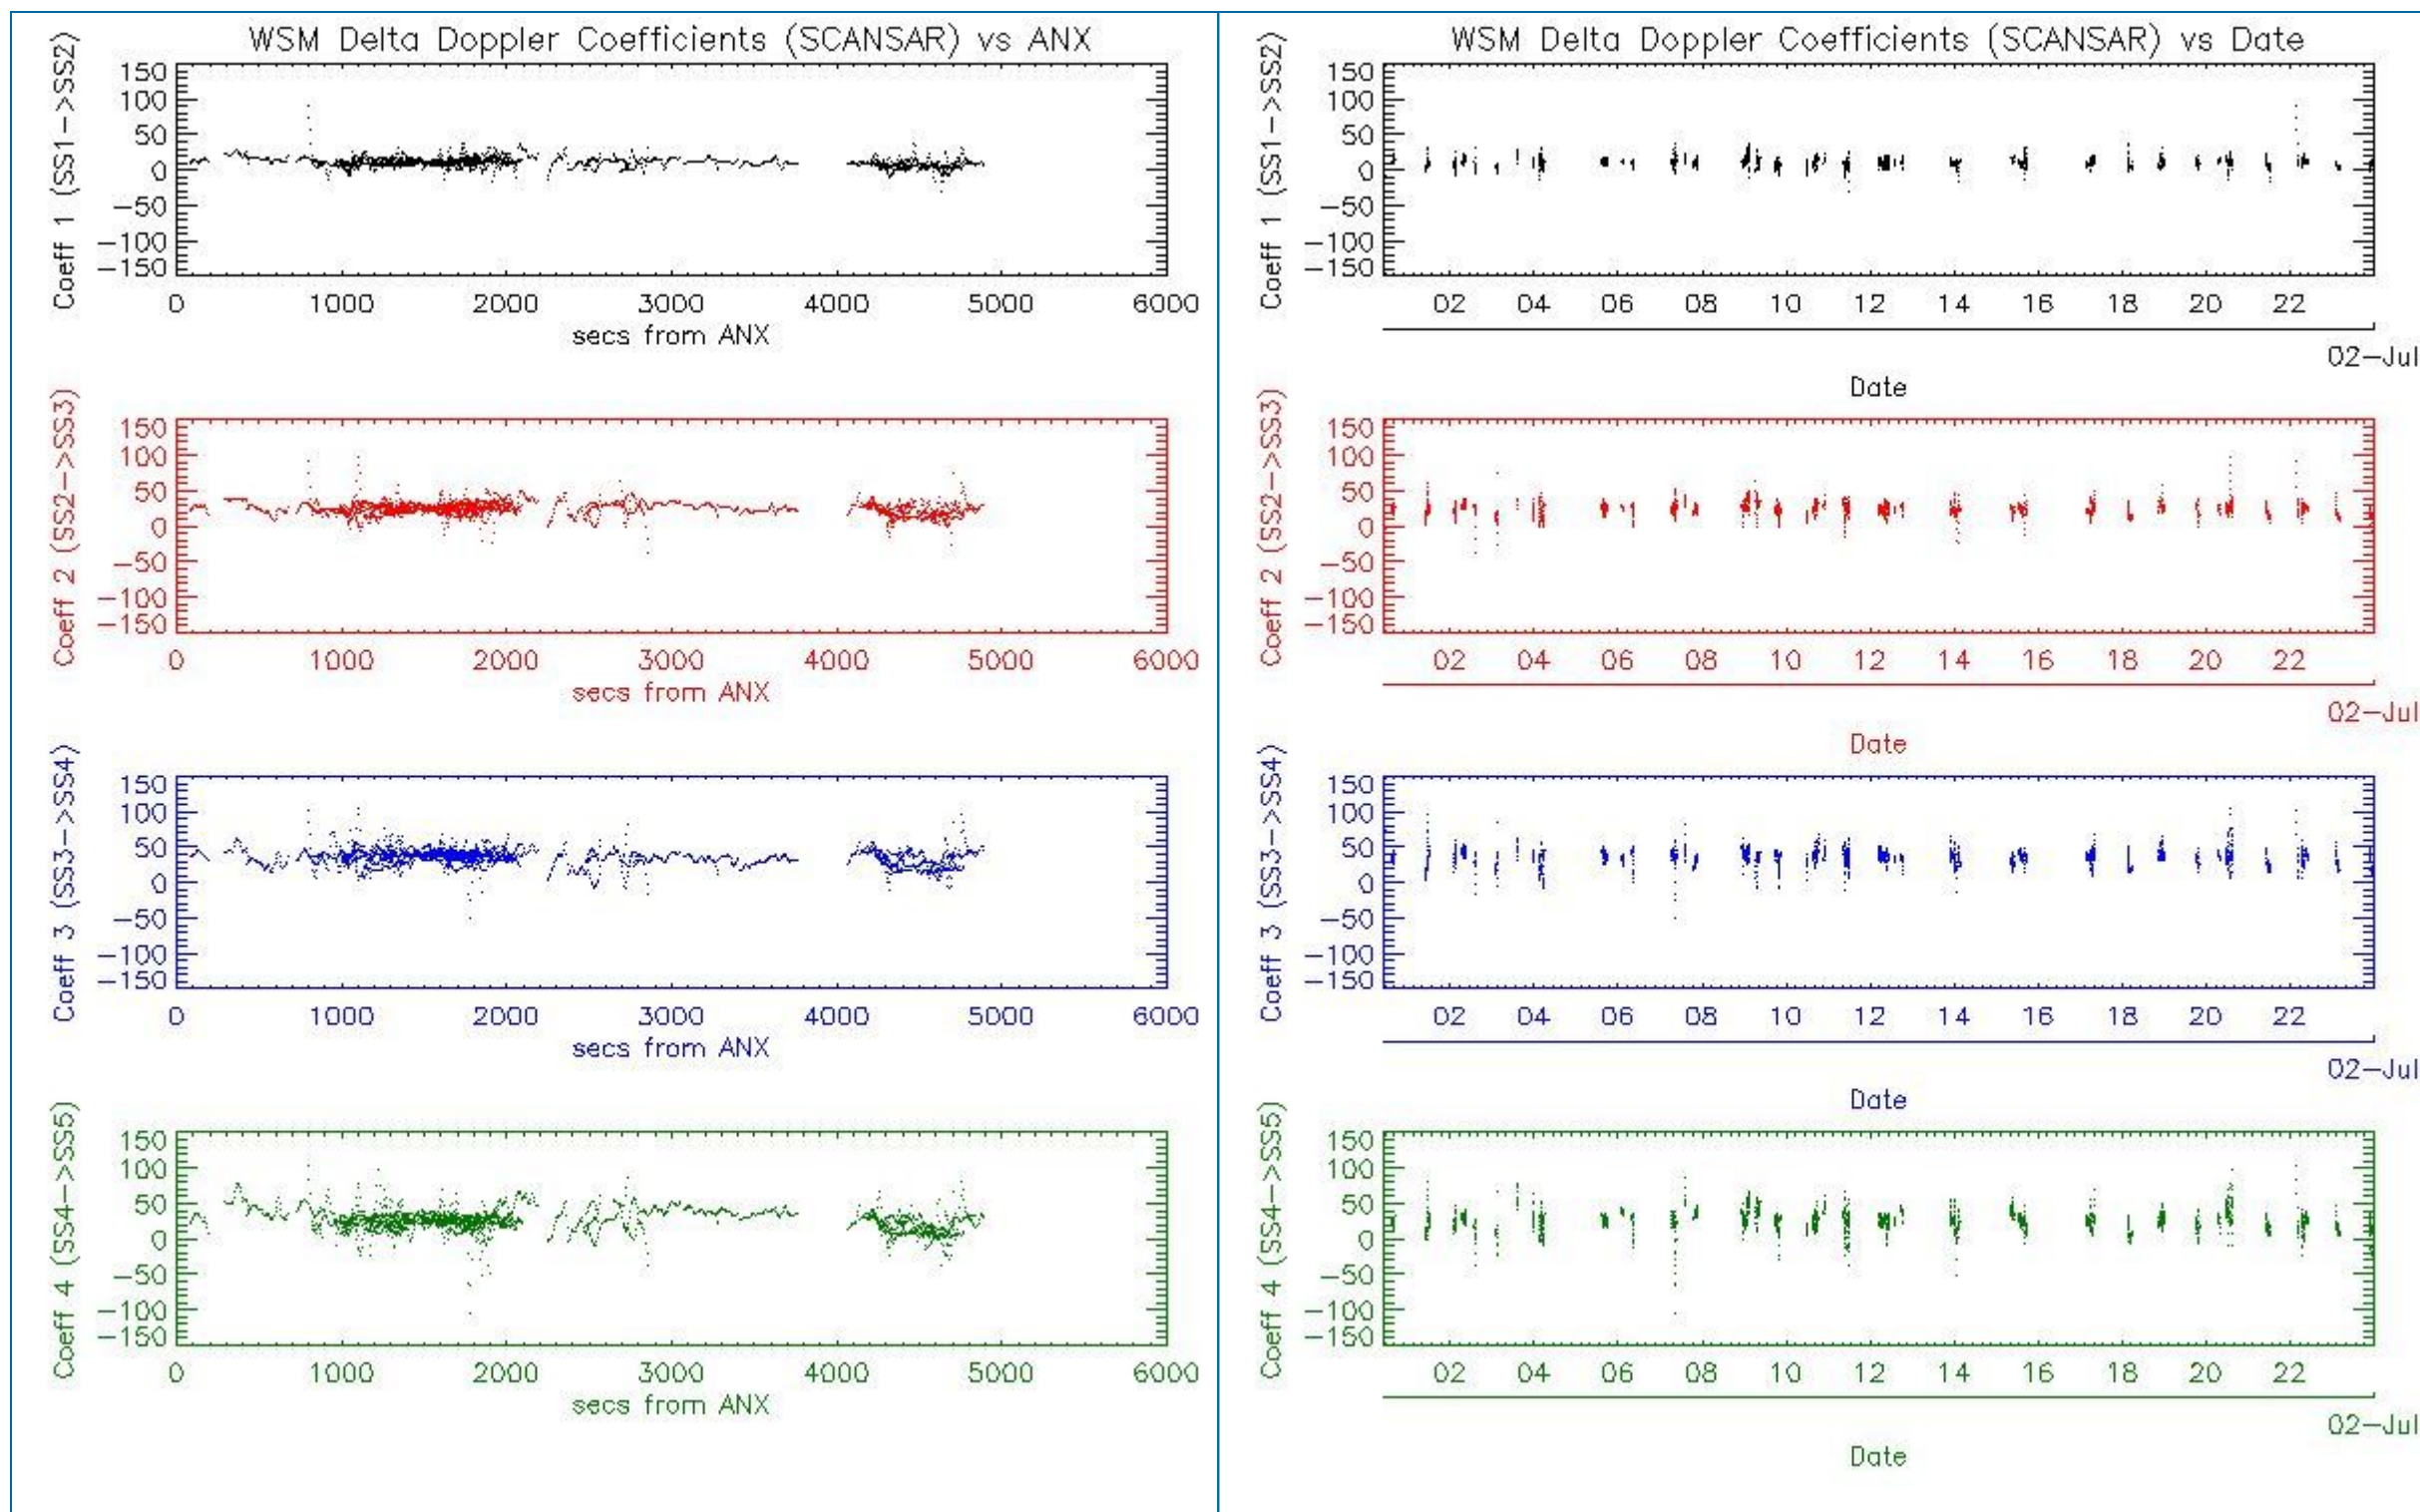 WSM Delta Doppler Coefficients (SCANSAR) vs ANX
Coeff 1 (SS1->SS2)
150
100
50
0
-50
-100
-150
0 1000 2000 3000 4000 5000 6000
secs from ANX
Coeff 2 (SS2->SS3)
150
100
50
0
-50
-100
-150
0 1000 2000 3000 4000 5000 6000
secs from ANX
Coeff 3 (SS3->SS4)
150
100
50
0
-50
-100
-150
0 1000 2000 3000 4000 5000 6000
secs from ANX
Coeff 4 (SS4->SS5)
150
100
50
0
-50
-100
-150
0 1000 2000 3000 4000 5000 6000
secs from ANX
WSM Delta Doppler Coefficients (SCANSAR) vs Date
Coeff 1 (SS1->SS2)
150
100
50
0
-50
-100
-150
02 04 06 08 10 12 14 16 18 20 22
02-Jul
Date
Coeff 2 (SS2->SS3)
150
100
50
0
-50
-100
-150
02 04 06 08 10 12 14 16 18 20 22
02-Jul
Date
Coeff 3 (SS3->SS4)
150
100
50
0
-50
-100
-150
02 04 06 08 10 12 14 16 18 20 22
02-Jul
Date
Coeff 4 (SS4->SS5)
150
100
50
0
-50
-100
-150
02 04 06 08 10 12 14 16 18 20 22
02-Jul
Date